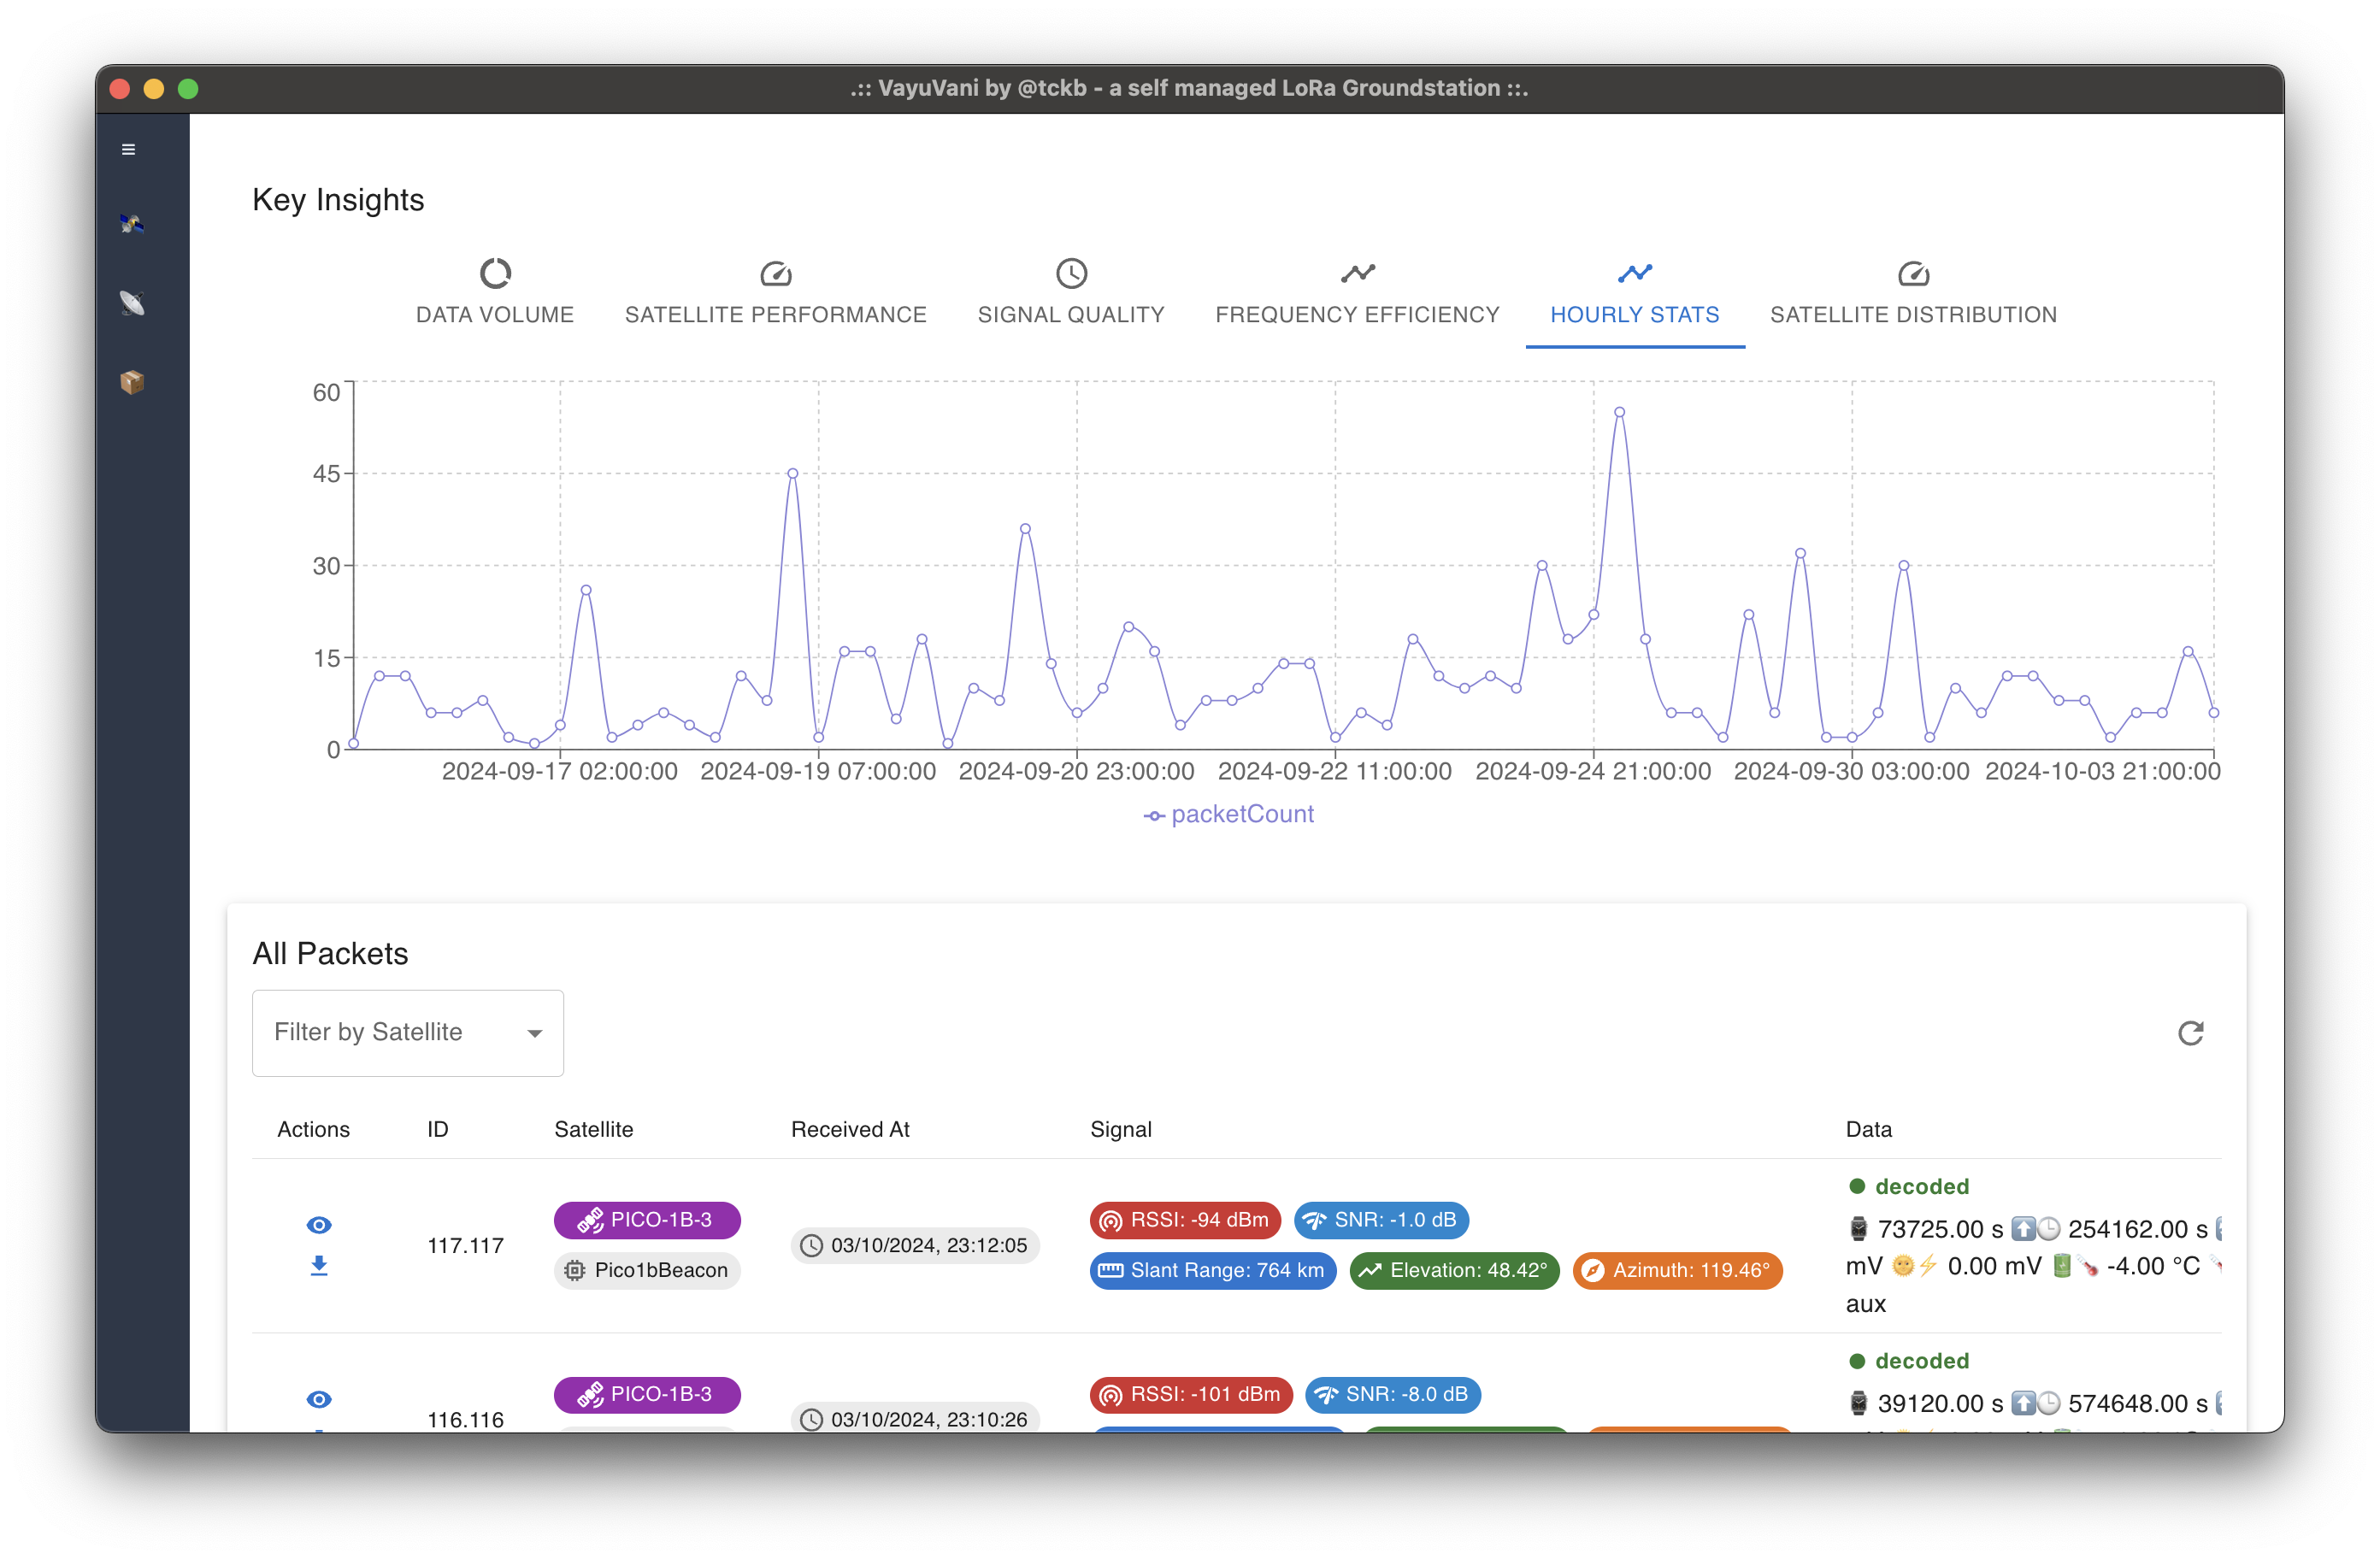 .:: VayuVani by @tckb - a self managed LoRa Groundstation ::.
Key Insights
DATA VOLUME SATELLITE PERFORMANCE SIGNAL QUALITY FREQUENCY EFFICIENCY HOURLY STATS SATELLITE DISTRIBUTION
60
45
30
15
0
2024-09-17 02:00:00 2024-09-19 07:00:00 2024-09-20 23:00:00 2024-09-22 11:00:00 2024-09-24 21:00:00 2024-09-30 03:00:00 2024-10-03 21:00:00
packetCount
All Packets
Filter by Satellite
Actions ID Satellite Received At Signal Data
decoded
PICO-1B-3 RSSI: -94 dBm SNR: -1.0 dB
73725.00 s 254162.00 s
117.117 03/10/2024, 23:12:05
Pico1bBeacon Slant Range: 764 km Elevation: 48.42° Azimuth: 119.46°
mV 0.00 mV -4.00 °C
aux
decoded
PICO-1B-3 RSSI: -101 dBm SNR: -8.0 dB
39120.00 s 574648.00 s
116.116 03/10/2024, 23:10:26